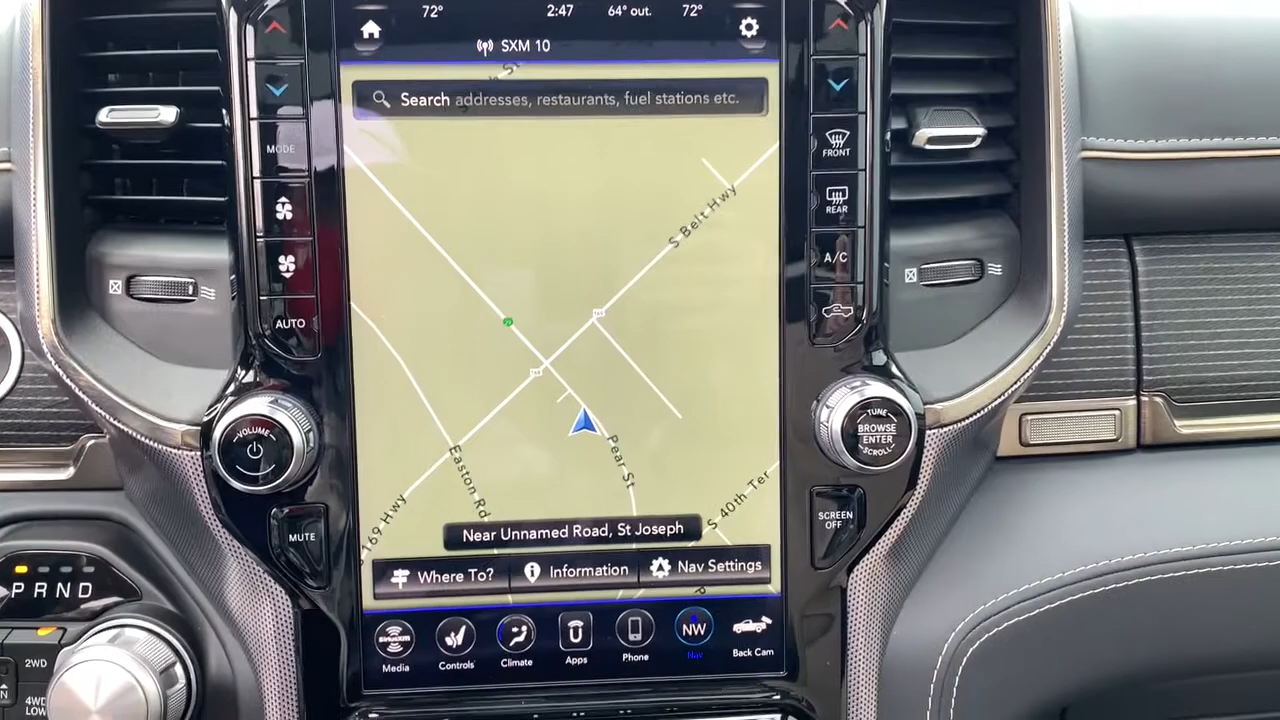 72° 2:47 64° out. 72°
SXM 10
Search addresses, restaurants, fuel stations etc.
MODE
AUTO
FRONT
REAR
A/C
S Belt Hwy
Easton Rd
Pear St
169 Hwy
S 40th Ter
VOLUME
MUTE
TUNE
BROWSE
ENTER
SCROLL
SCREEN
OFF
Near Unnamed Road, St Joseph
Where To? Information Nav Settings
SiriusXM
NW
Media Controls Climate Apps Phone Nav Back Cam
P R N D
2WD
4WD
LOW